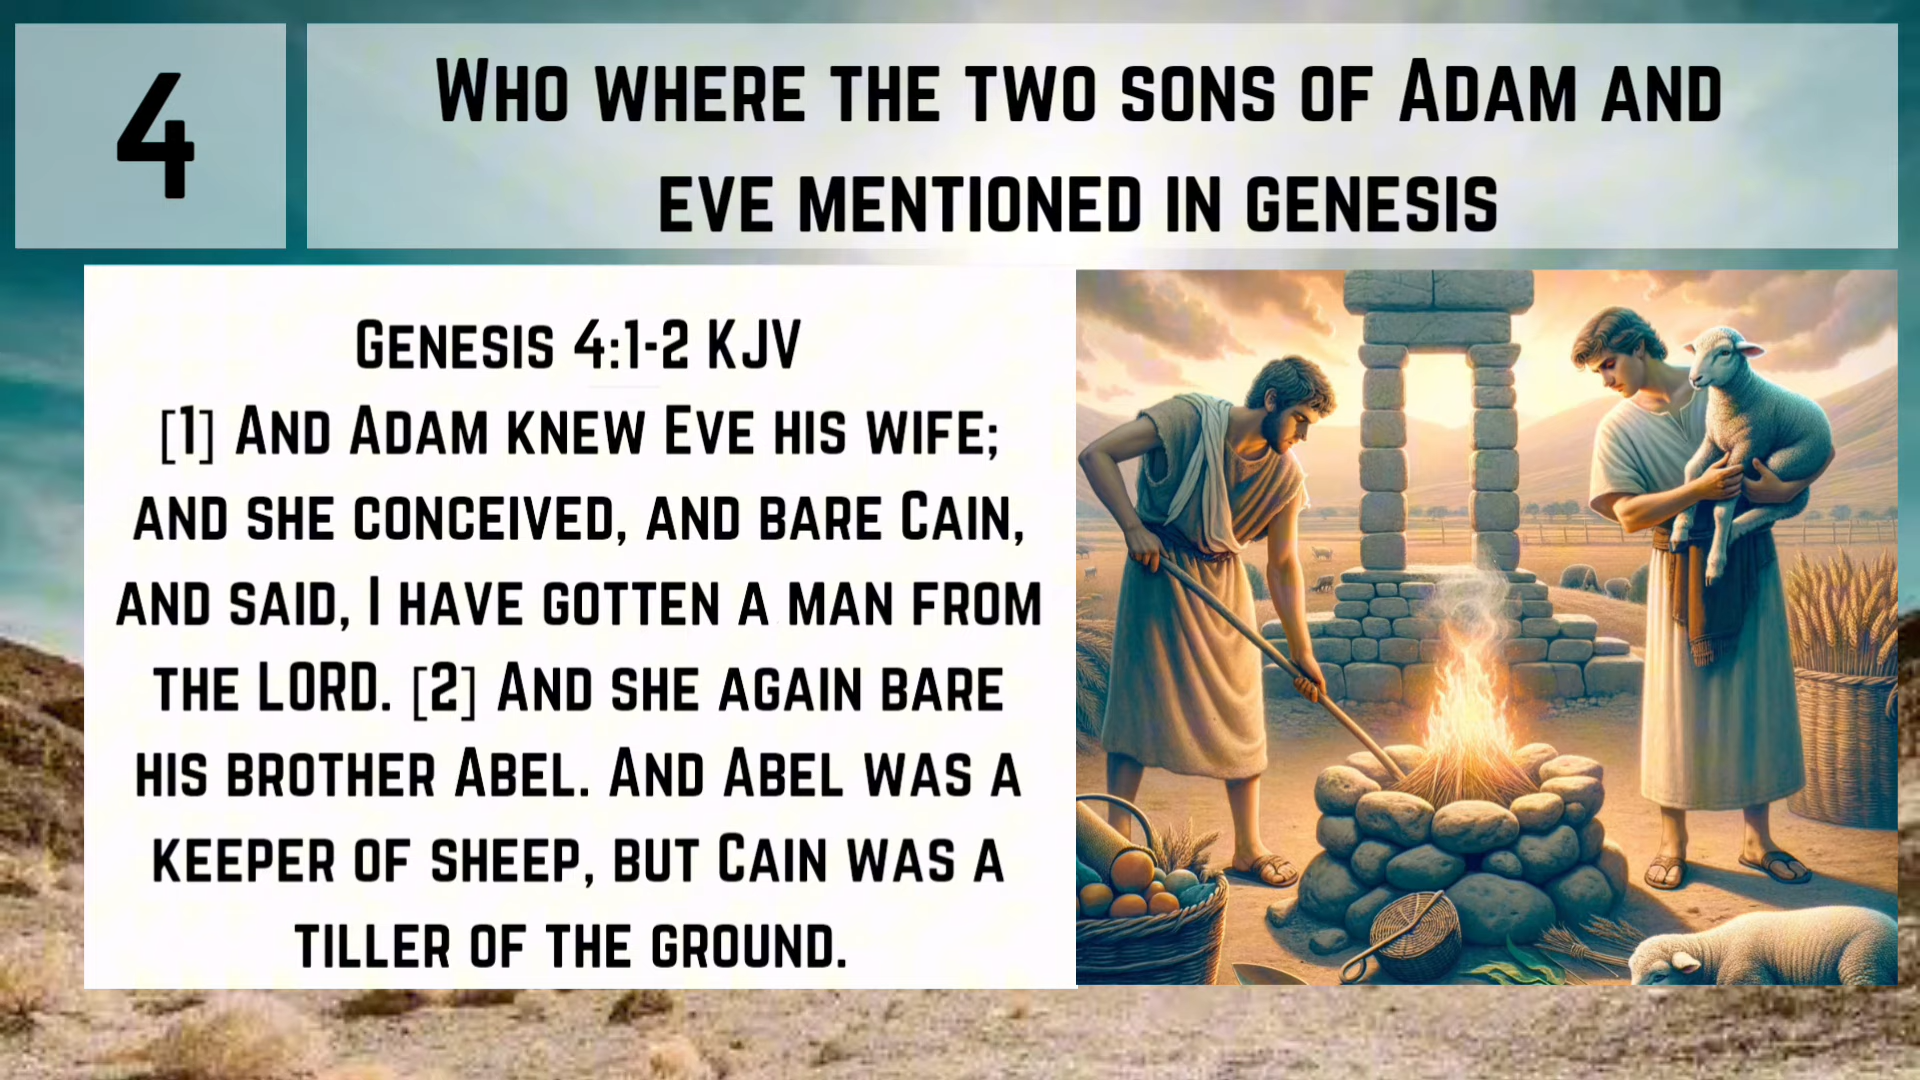 4
Who where the two sons of Adam and
eve mentioned in genesis
Genesis 4:1-2 KJV
[1] And Adam knew Eve his wife;
and she conceived, and bare Cain,
and said, I have gotten a man from
the LORD. [2] And she again bare
his brother Abel. And Abel was a
keeper of sheep, but Cain was a
tiller of the ground.